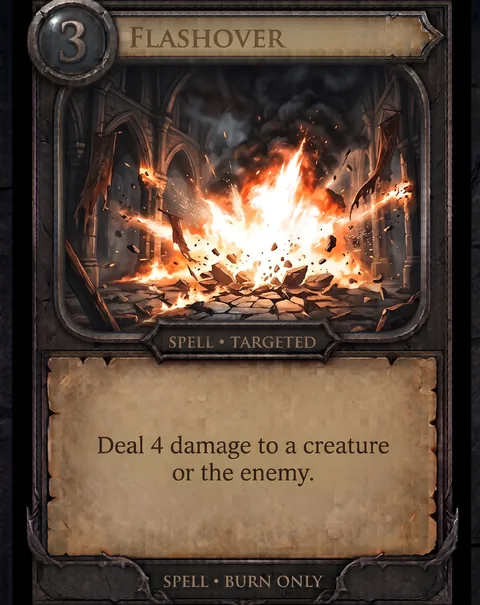 3
FLASHOVER
SPELL • TARGETED
Deal 4 damage to a creature
or the enemy.
SPELL • BURN ONLY